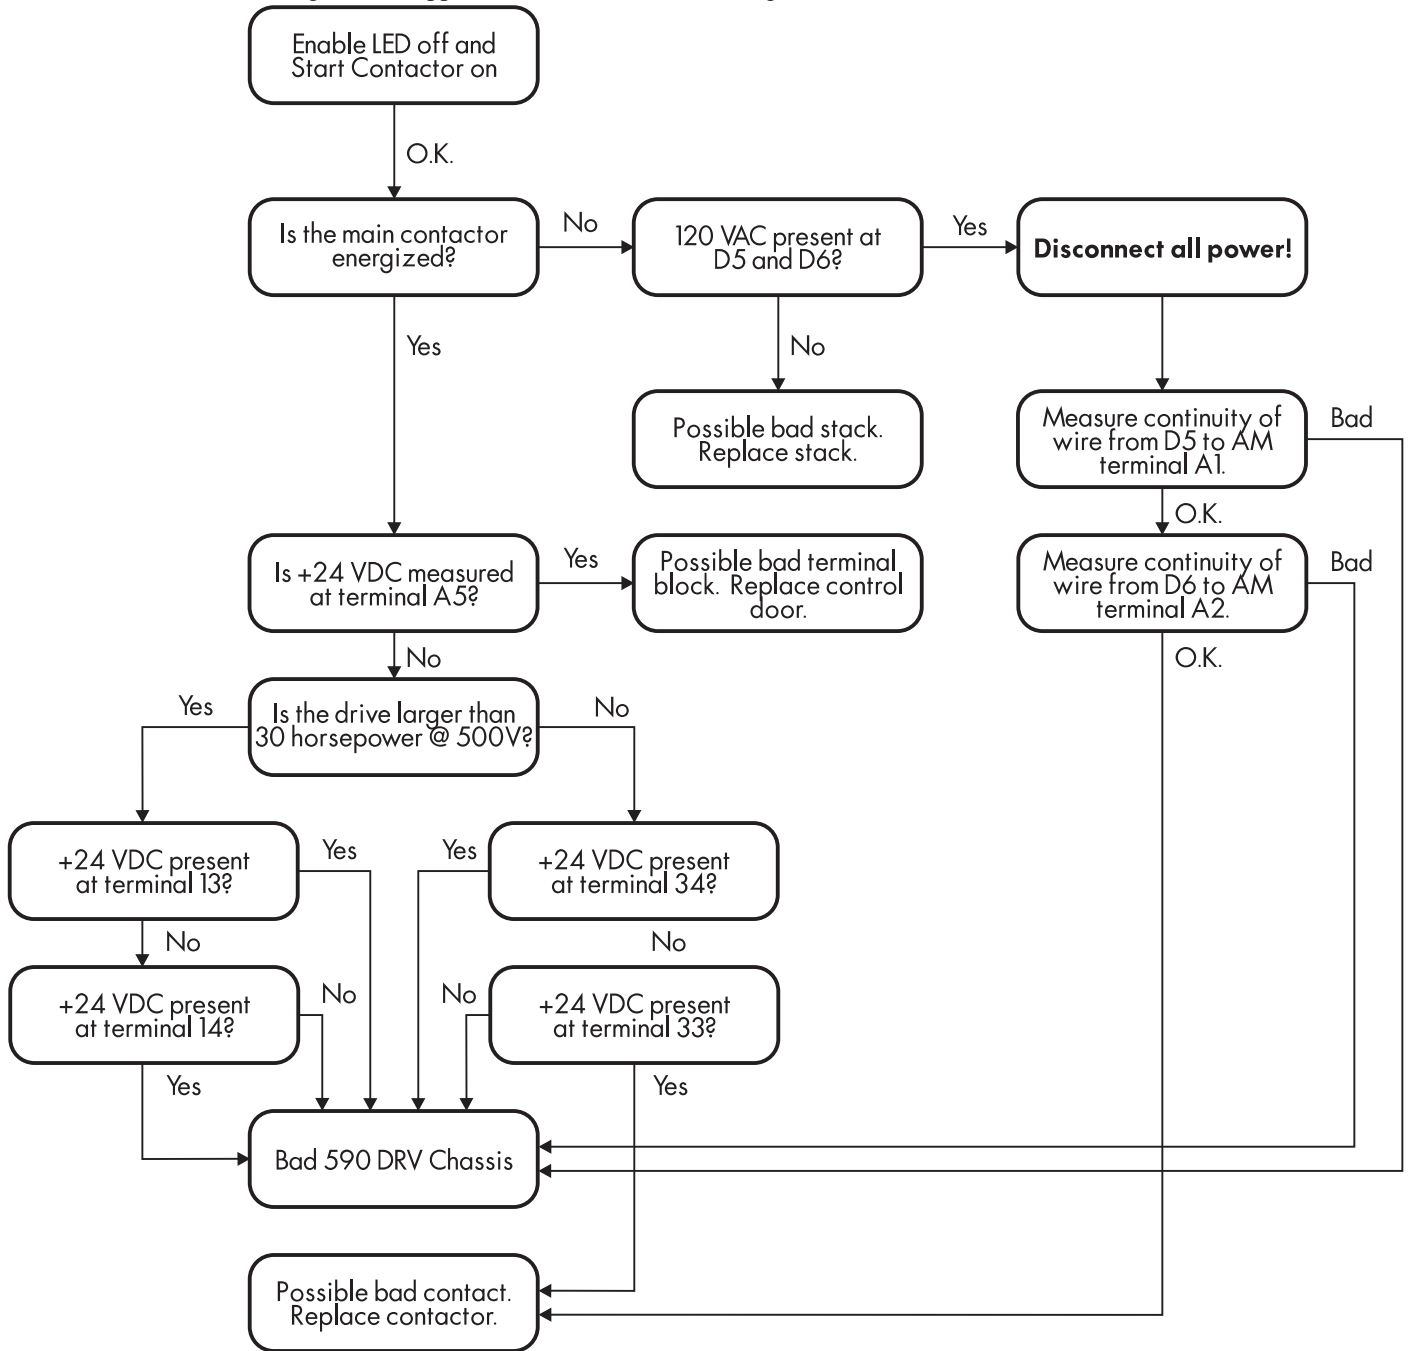 Enable LED off and
Start Contactor on
O.K.
Is the main contactor
energized?
No
120 VAC present at
D5 and D6?
Yes
Disconnect all power!
Yes
No
Possible bad stack.
Replace stack.
Measure continuity of
wire from D5 to AM
terminal A1.
Bad
O.K.
Is +24 VDC measured
at terminal A5?
Yes
Possible bad terminal
block. Replace control
door.
Measure continuity of
wire from D6 to AM
terminal A2.
Bad
No
O.K.
Yes
Is the drive larger than
30 horsepower @ 500V?
No
+24 VDC present
at terminal 13?
Yes
Yes
+24 VDC present
at terminal 34?
No
No
+24 VDC present
at terminal 14?
No
No
+24 VDC present
at terminal 33?
Yes
Yes
Bad 590 DRV Chassis
Possible bad contact.
Replace contactor.